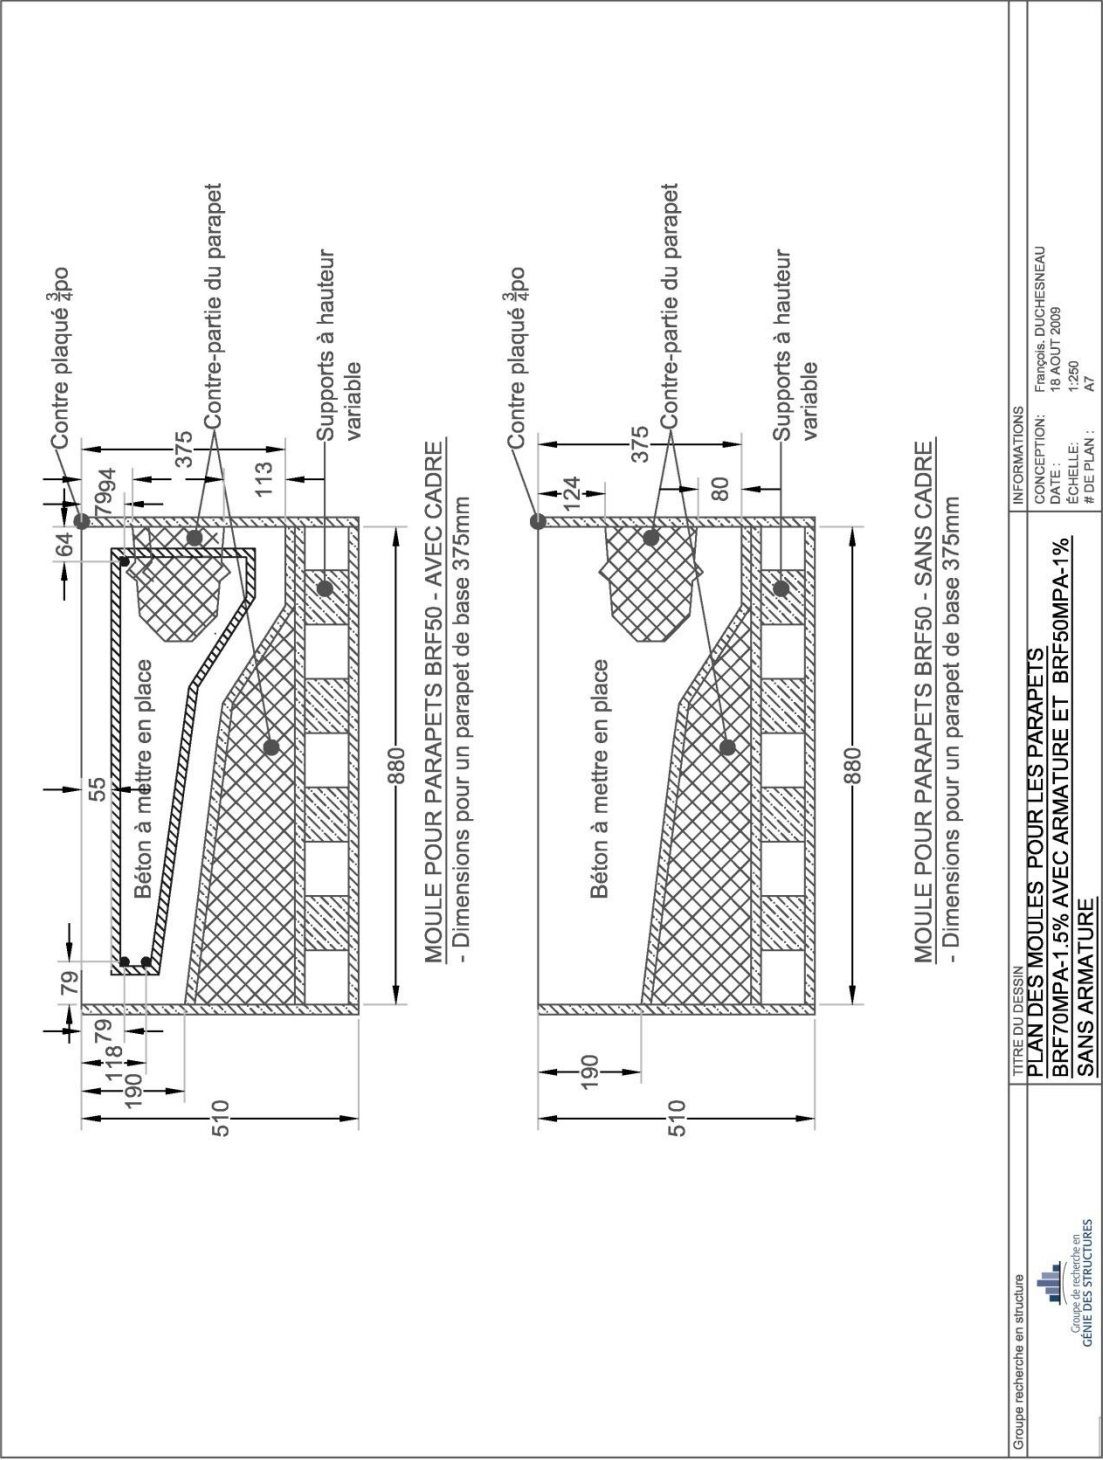 Contre plaqué 3/4po
64
7994
375
113
Contre-partie du parapet
Supports à hauteur
variable
55
Béton à mettre en place
79
79
118
190
510
880
MOULE POUR PARAPETS BRF50 - AVEC CADRE
- Dimensions pour un parapet de base 375mm
Contre plaqué 3/4po
124
375
80
Contre-partie du parapet
Supports à hauteur
variable
Béton à mettre en place
190
510
880
MOULE POUR PARAPETS BRF50 - SANS CADRE
- Dimensions pour un parapet de base 375mm
Groupe recherche en structure
Groupe de recherche en
GÉNIE DES STRUCTURES
TITRE DU DESSIN
PLAN DES MOULES POUR LES PARAPETS
BRF70MPA-1.5% AVEC ARMATURE ET BRF50MPA-1%
SANS ARMATURE
INFORMATIONS
CONCEPTION: François. DUCHESNEAU
DATE : 18 AOUT 2009
ÉCHELLE: 1:250
# DE PLAN : A7